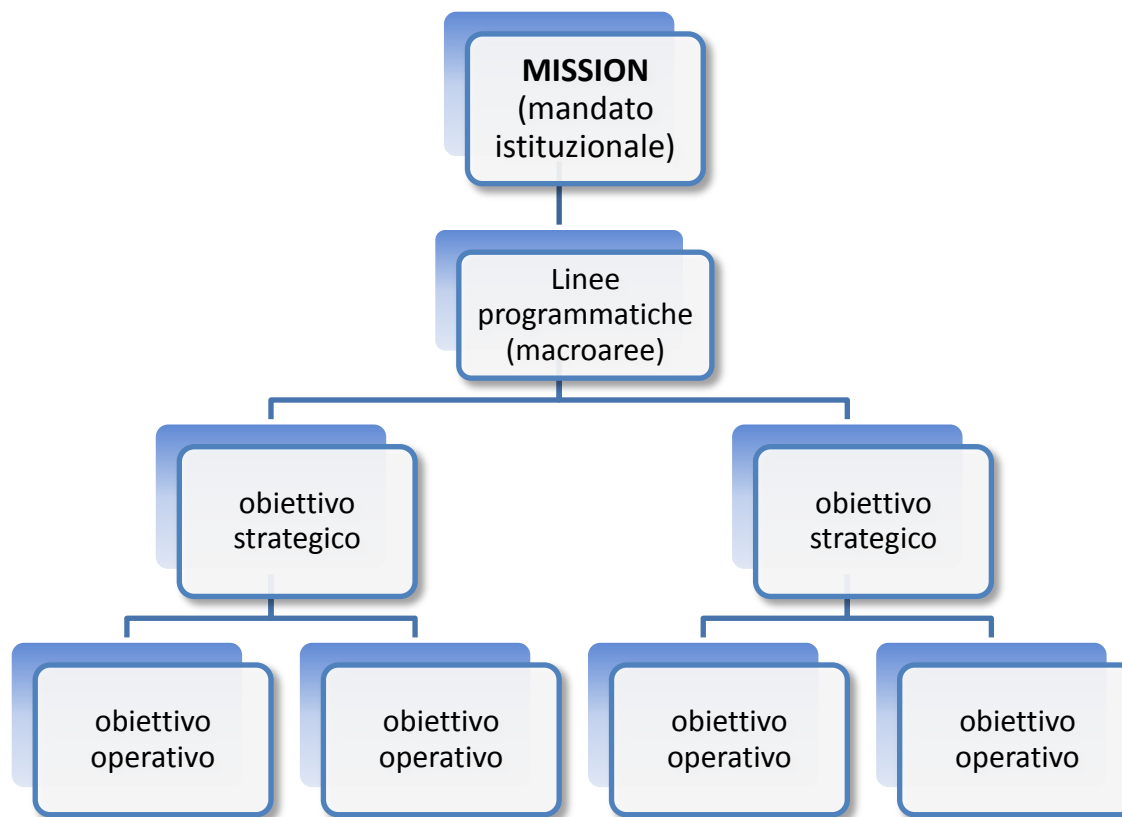 MISSION
(mandato
istituzionale)
Linee
programmatiche
(macroaree)
obiettivo
strategico
obiettivo
strategico
obiettivo
operativo
obiettivo
operativo
obiettivo
operativo
obiettivo
operativo